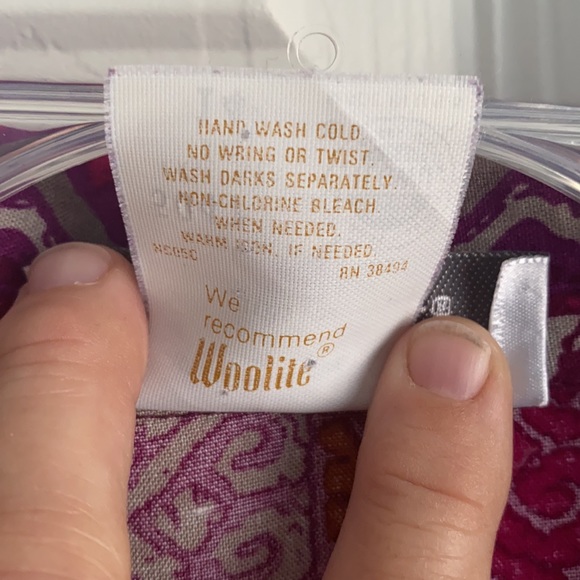 HAND WASH COLD
NO WRING OR TWIST.
WASH DARKS SEPARATELY.
NON-CHLORINE BLEACH.
WHEN NEEDED.
WARM IRON, IF NEEDED.
RN 38494
We
recommend
Woolite®